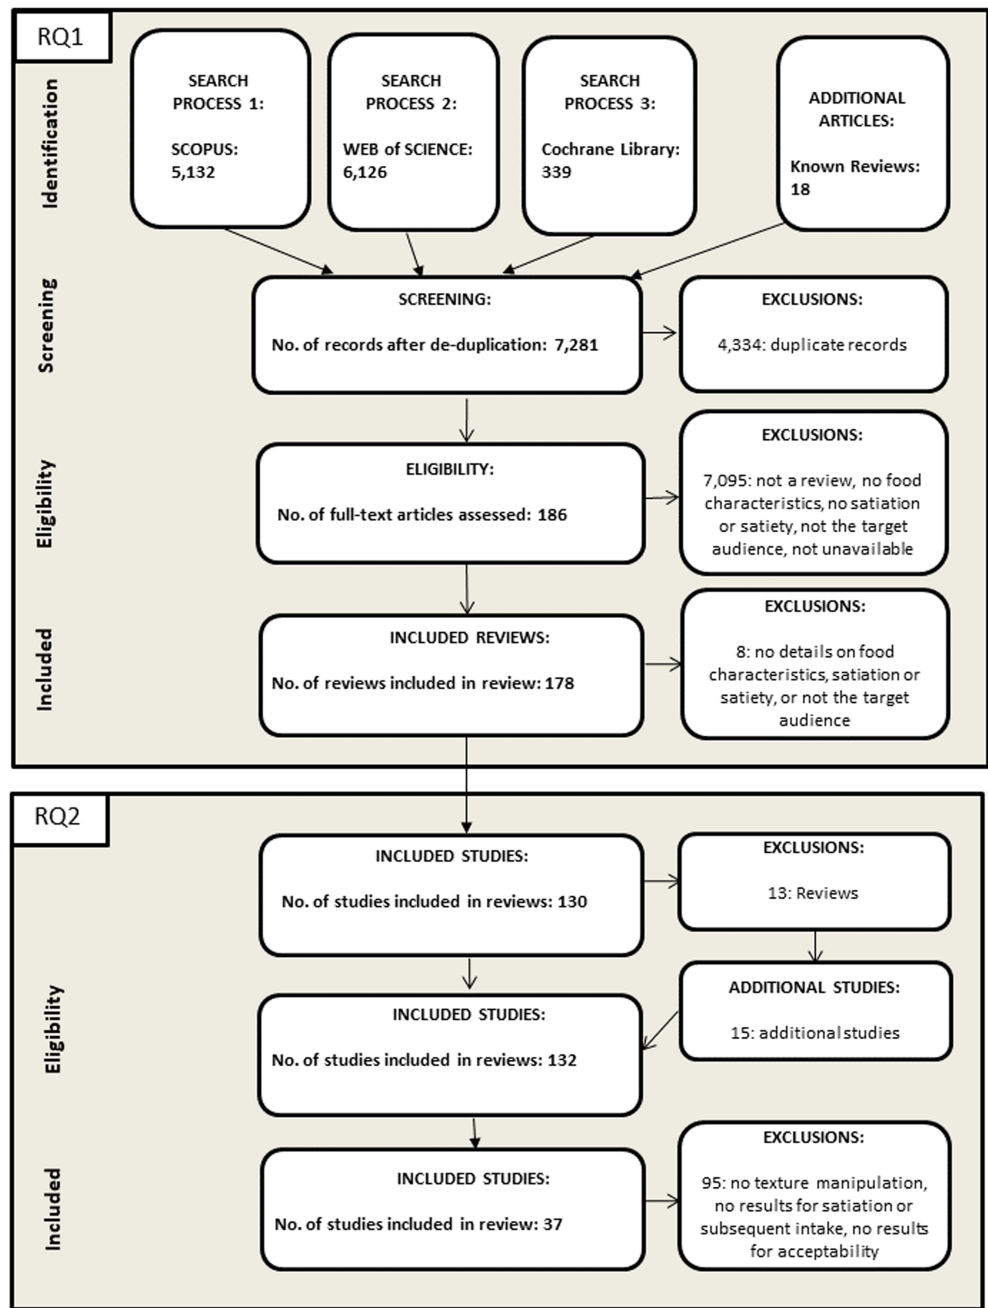 RQ1
Identification
SEARCH
PROCESS 1:
SCOPUS:
5,132
SEARCH
PROCESS 2:
WEB of SCIENCE:
6,126
SEARCH
PROCESS 3:
Cochrane Library:
339
ADDITIONAL
ARTICLES:
Known Reviews:
18
Screening
SCREENING:
No. of records after de-duplication: 7,281
EXCLUSIONS:
4,334: duplicate records
Eligibility
ELIGIBILITY:
No. of full-text articles assessed: 186
EXCLUSIONS:
7,095: not a review, no food
characteristics, no satiation
or satiety, not the target
audience, not unavailable
Included
INCLUDED REVIEWS:
No. of reviews included in review: 178
EXCLUSIONS:
8: no details on food
characteristics, satiation or
satiety, or not the target
audience
RQ2
Eligibility
INCLUDED STUDIES:
No. of studies included in reviews: 130
EXCLUSIONS:
13: Reviews
INCLUDED STUDIES:
No. of studies included in reviews: 132
ADDITIONAL STUDIES:
15: additional studies
Included
INCLUDED STUDIES:
No. of studies included in review: 37
EXCLUSIONS:
95: no texture manipulation,
no results for satiation or
subsequent intake, no results
for acceptability